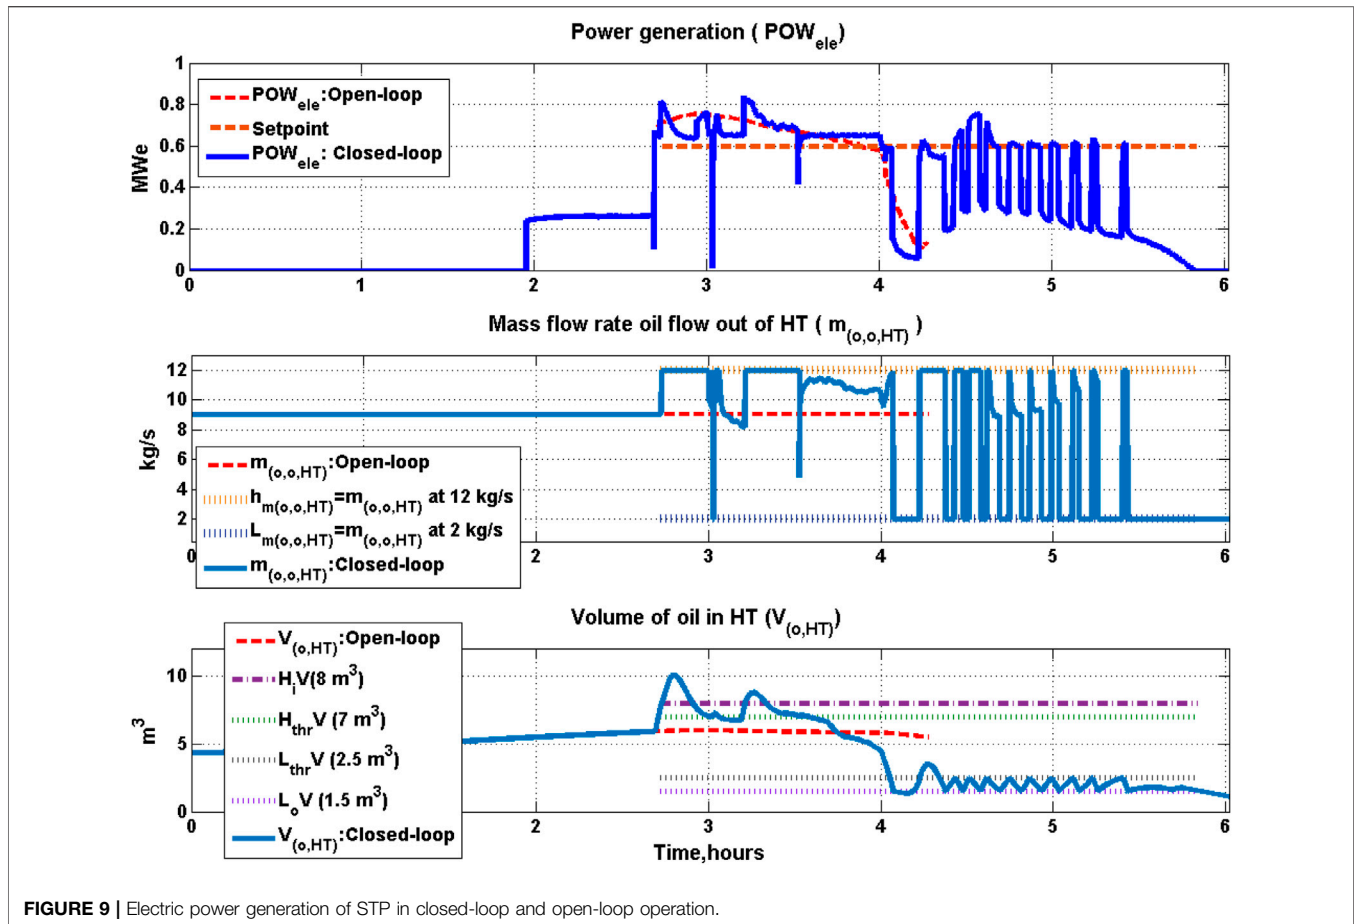 Power generation ( POWele)
1
0.8
0.6
0.4
0.2
0
MWe
POWele:Open-loop
Setpoint
POWele: Closed-loop
0 1 2 3 4 5 6
Mass flow rate oil flow out of HT ( m(o,o,HT) )
12
10
8
6
4
2
kg/s
m(o,o,HT):Open-loop
hm(o,o,HT)=m(o,o,HT) at 12 kg/s
Lm(o,o,HT)=m(o,o,HT) at 2 kg/s
m(o,o,HT):Closed-loop
0 2 3 4 5 6
Volume of oil in HT (V(o,HT))
10
5
0
m3
V(o,HT):Open-loop
HiV(8 m3)
HthrV (7 m3)
LthrV (2.5 m3)
LoV (1.5 m3)
V(o,HT):Closed-loop
0 2 3 4 5 6
Time,hours
FIGURE 9 | Electric power generation of STP in closed-loop and open-loop operation.